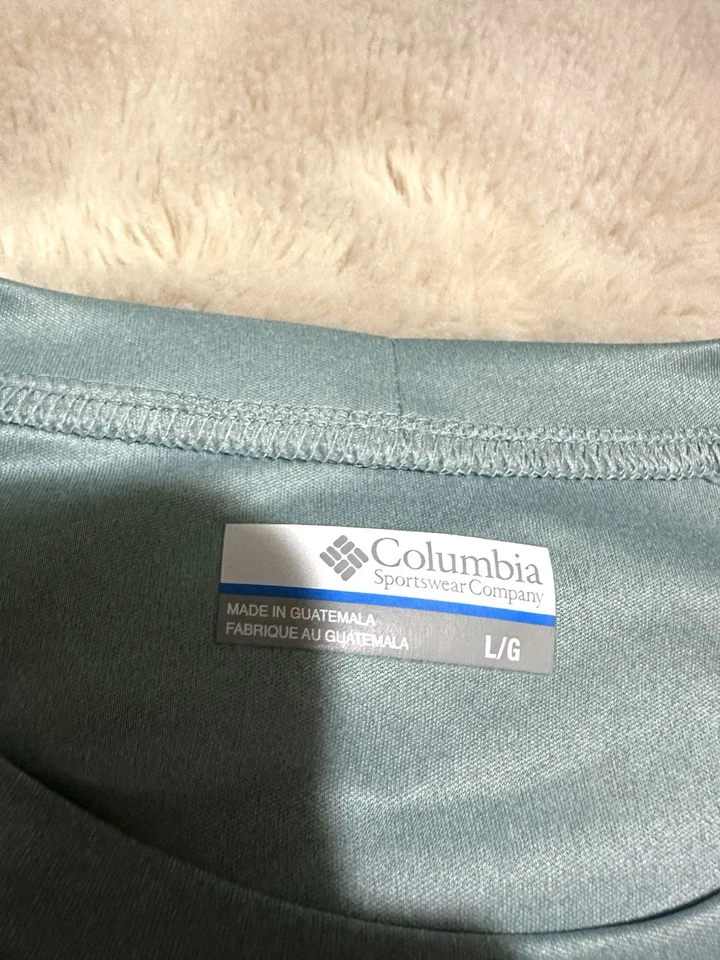 Columbia
Sportswear Company
MADE IN GUATEMALA
FABRIQUE AU GUATEMALA
L/G